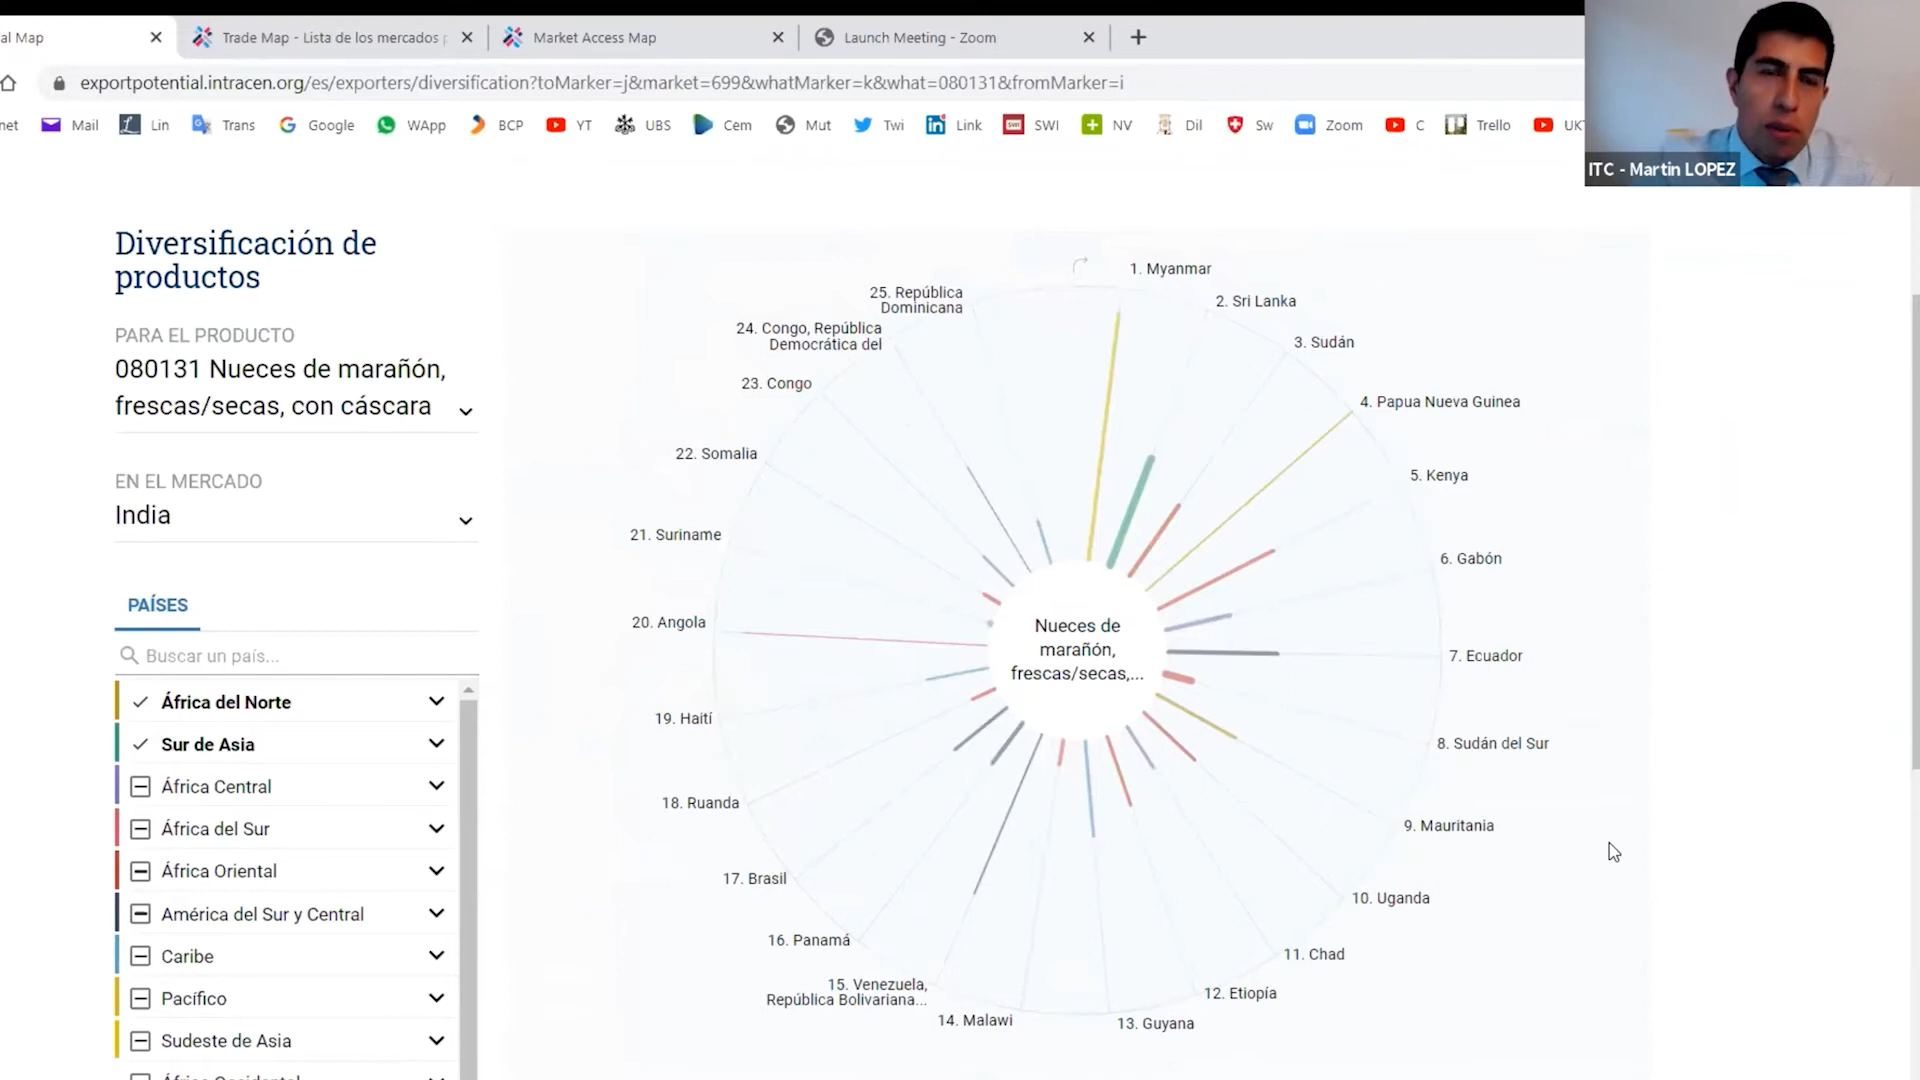 al Map
Trade Map - Lista de los mercados
Market Access Map
Launch Meeting - Zoom
exportpotential.intracen.org/es/exporters/diversification?toMarker=j&market=699&whatMarker=k&what=080131&fromMarker=i
net
Mail
Lin
Trans
Google
WApp
BCP
YT
UBS
Cem
Mut
Twi
Link
SWI
NV
Dil
Sw
Zoom
C
Trello
UK
ITC - Martin LOPEZ
Diversificación de
productos
PARA EL PRODUCTO
080131 Nueces de marañón,
frescas/secas, con cáscara
EN EL MERCADO
India
PAÍSES
Buscar un país...
África del Norte
Sur de Asia
África Central
África del Sur
África Oriental
América del Sur y Central
Caribe
Pacífico
Sudeste de Asia
África Occidental
1. Myanmar
2. Sri Lanka
3. Sudán
4. Papua Nueva Guinea
5. Kenya
6. Gabón
7. Ecuador
8. Sudán del Sur
9. Mauritania
10. Uganda
11. Chad
12. Etiopía
13. Guyana
14. Malawi
15. Venezuela,
República Bolivariana...
16. Panamá
17. Brasil
18. Ruanda
19. Haití
20. Angola
21. Suriname
22. Somalia
23. Congo
24. Congo, República
Democrática del
25. República
Dominicana
Nueces de
marañón,
frescas/secas,...